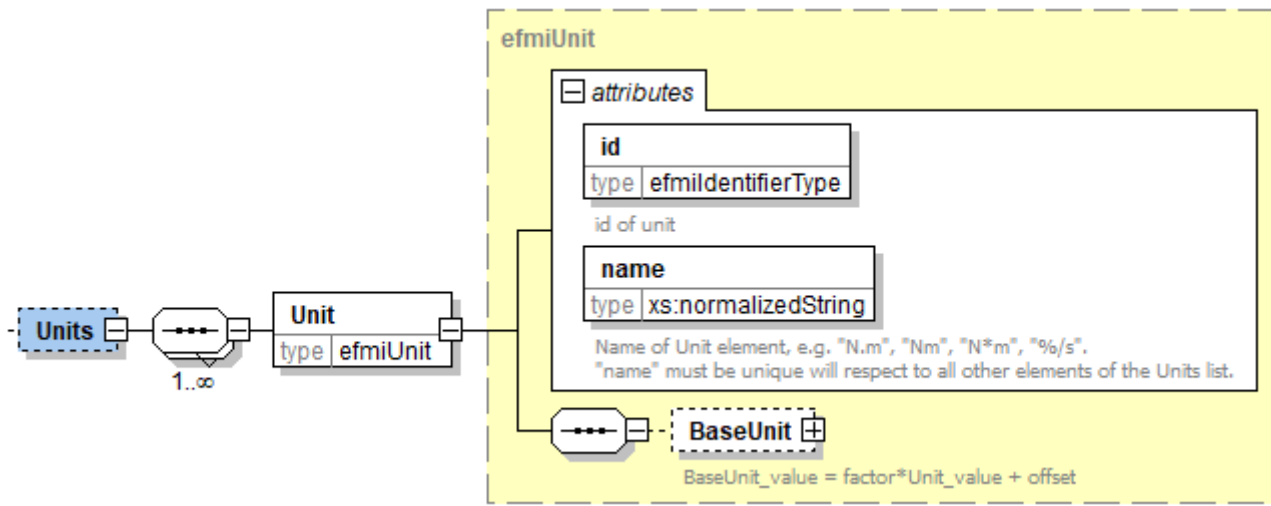 efmiUnit
attributes
id
type efmiIdentifierType
id of unit
name
type xs:normalizedString
Name of Unit element, e.g. "N.m", "Nm", "N*m", "%/s".
"name" must be unique will respect to all other elements of the Units list.
Units
1..∞
Unit
type efmiUnit
BaseUnit
BaseUnit_value = factor*Unit_value + offset